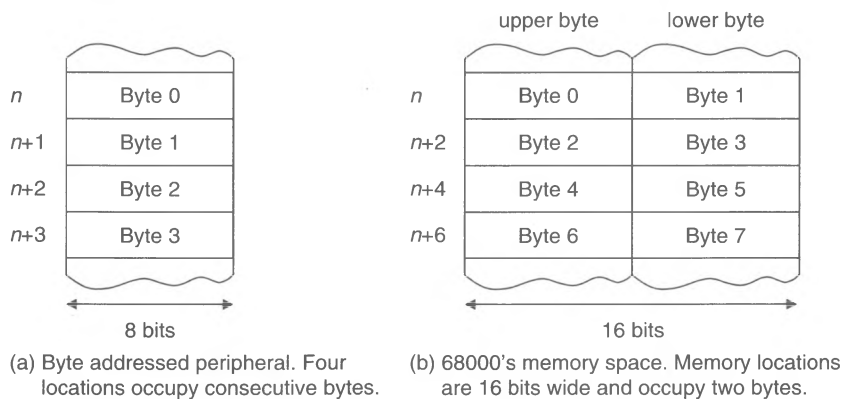 upper byte lower byte
n Byte 0
n+1 Byte 1
n+2 Byte 2
n+3 Byte 3
8 bits
(a) Byte addressed peripheral. Four
locations occupy consecutive bytes.
n Byte 0 Byte 1
n+2 Byte 2 Byte 3
n+4 Byte 4 Byte 5
n+6 Byte 6 Byte 7
16 bits
(b) 68000's memory space. Memory locations
are 16 bits wide and occupy two bytes.